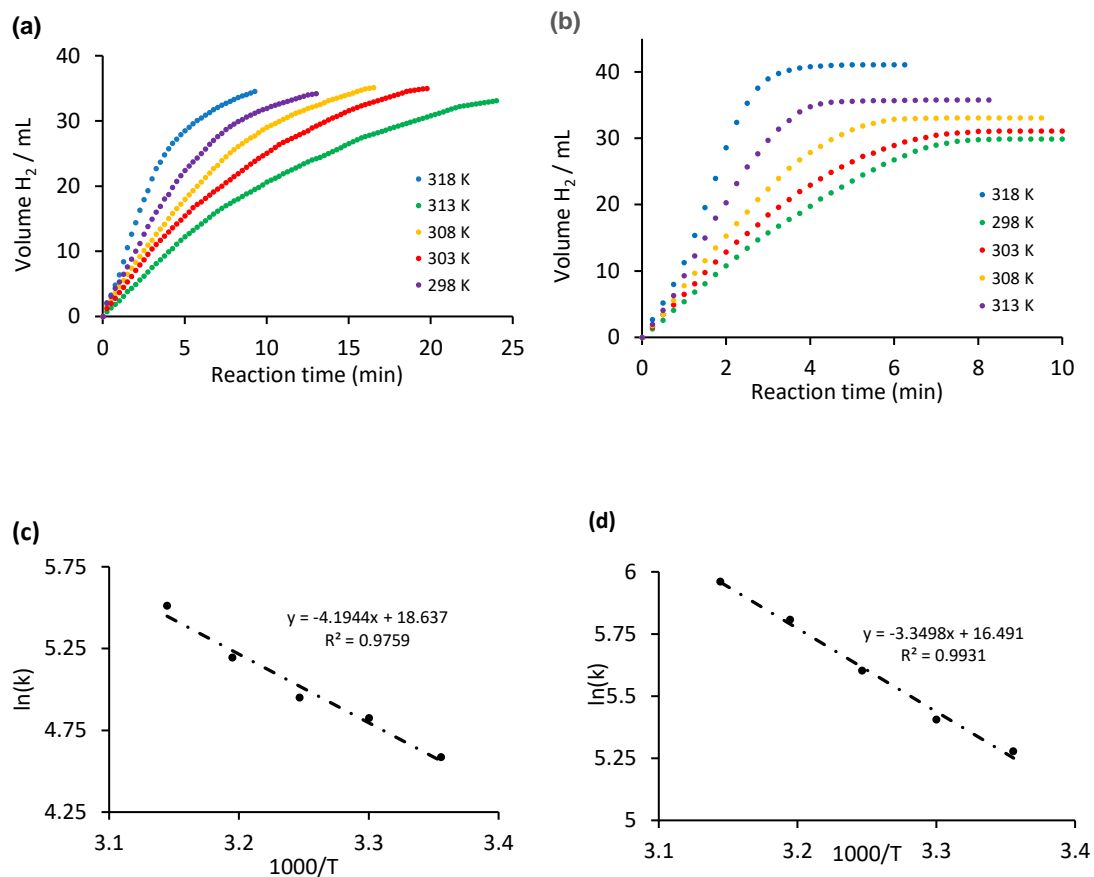 (a)
40
30
20
10
0
Volume H₂ / mL
318 K
313 K
308 K
303 K
298 K
0 5 10 15 20 25
Reaction time (min)
(b)
40
30
20
10
0
Volume H₂ / mL
318 K
298 K
303 K
308 K
313 K
0 2 4 6 8 10
Reaction time (min)
(c)
5.75
5.25
4.75
4.25
ln(k)
y = -4.1944x + 18.637
R² = 0.9759
3.1 3.2 3.3 3.4
1000/T
(d)
6
5.75
5.5
5.25
5
ln(k)
y = -3.3498x + 16.491
R² = 0.9931
3.1 3.2 3.3 3.4
1000/T